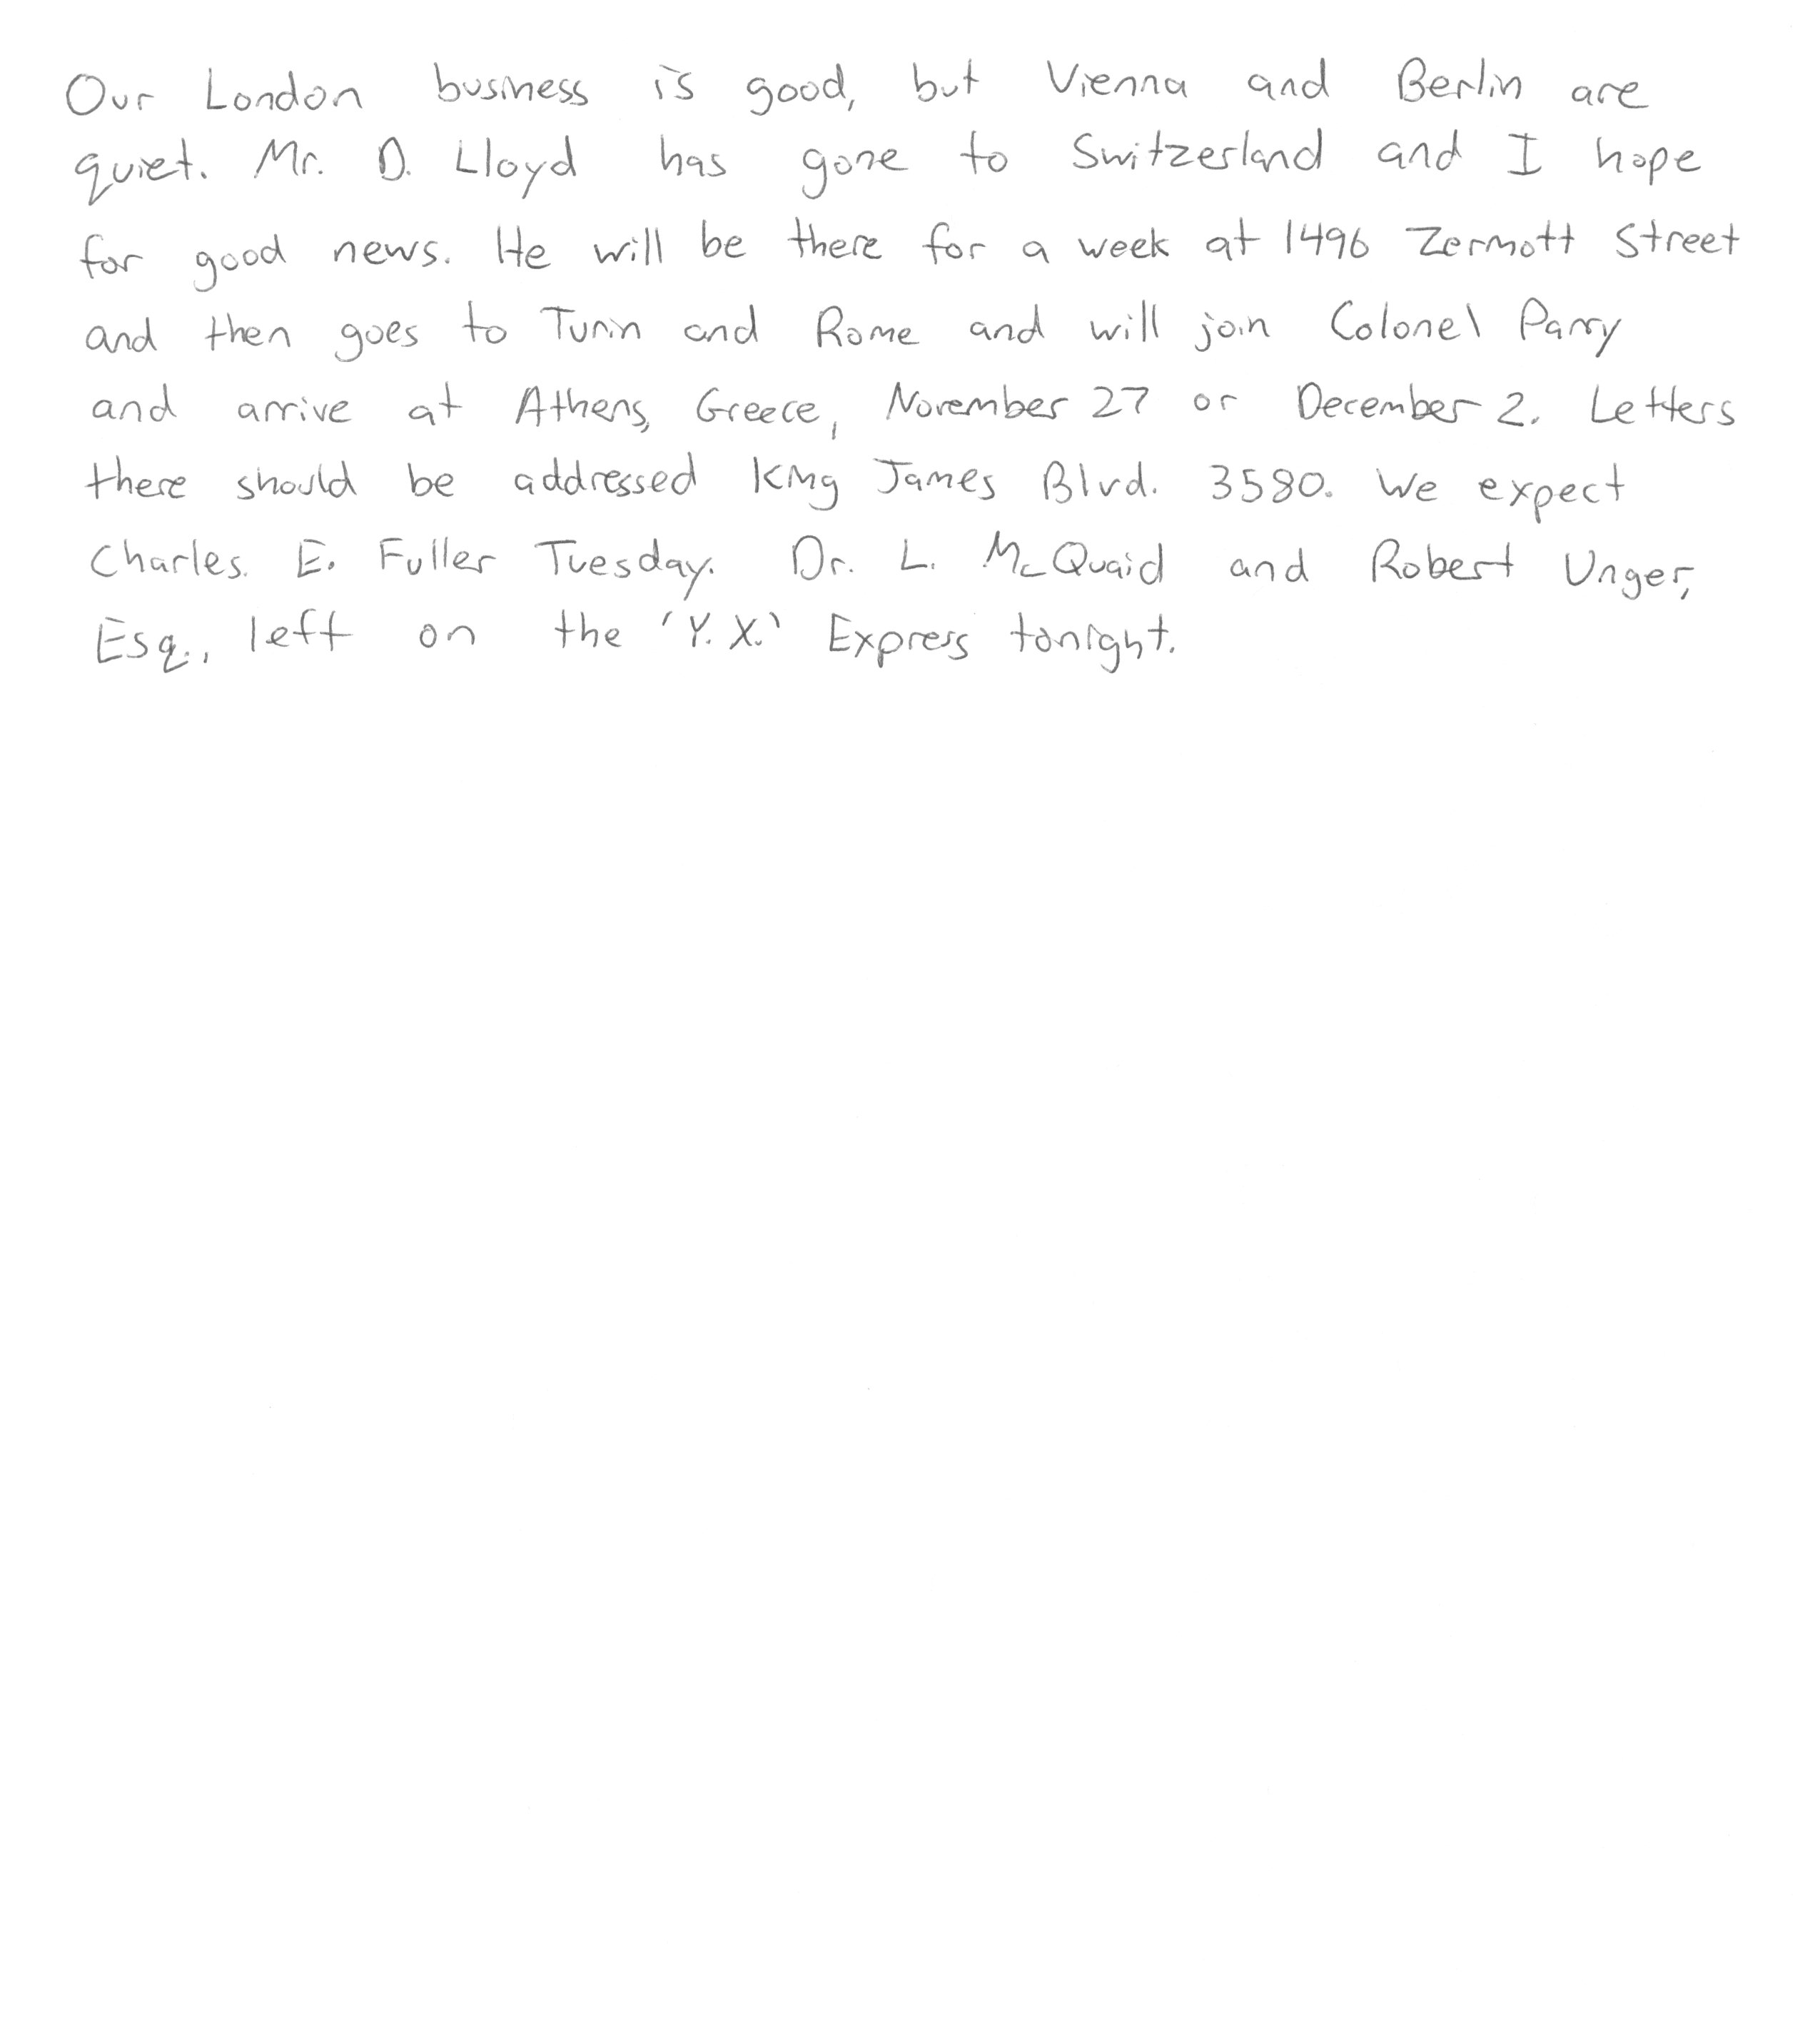 Our London business is good, but Vienna and Berlin are
quiet. Mr. D. Lloyd has gone to Switzerland and I hope
for good news. He will be there for a week at 1496 Zermott Street
and then goes to Turin and Rome and will join Colonel Parry
and arrive at Athens, Greece, November 27 or December 2. Letters
there should be addressed King James Blvd. 3580. We expect
Charles. E. Fuller Tuesday. Dr. L. McQuaid and Robert Unger,
Esq., left on the 'Y.X.' Express tonight.